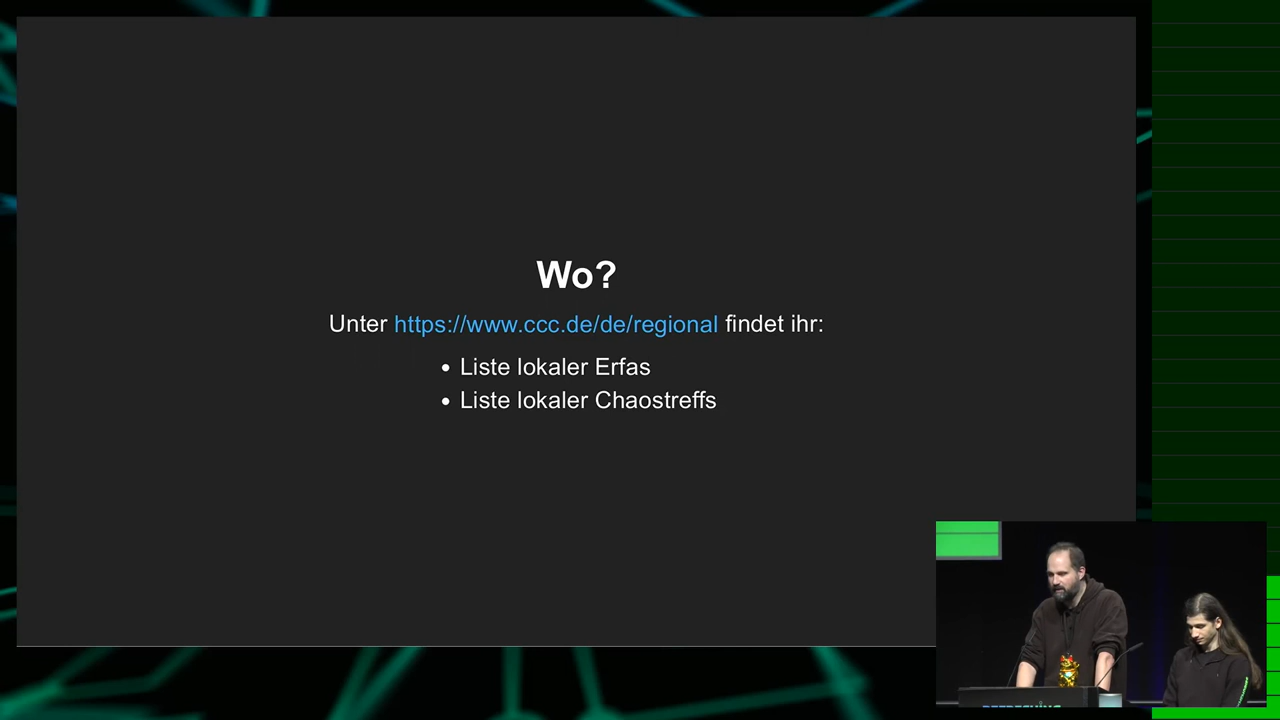 Wo?
Unter https://www.ccc.de/de/regional findet ihr:
• Liste lokaler Erfas
• Liste lokaler Chaostreffs